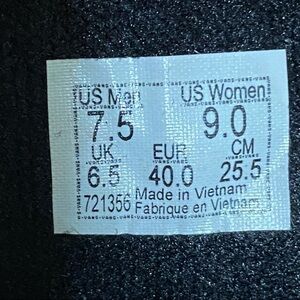 US Men US Women
7.5 9.0
UK EUR CM
6.5 40.0 25.5
721356 Made in Vietnam
Fabrique en Vietnam